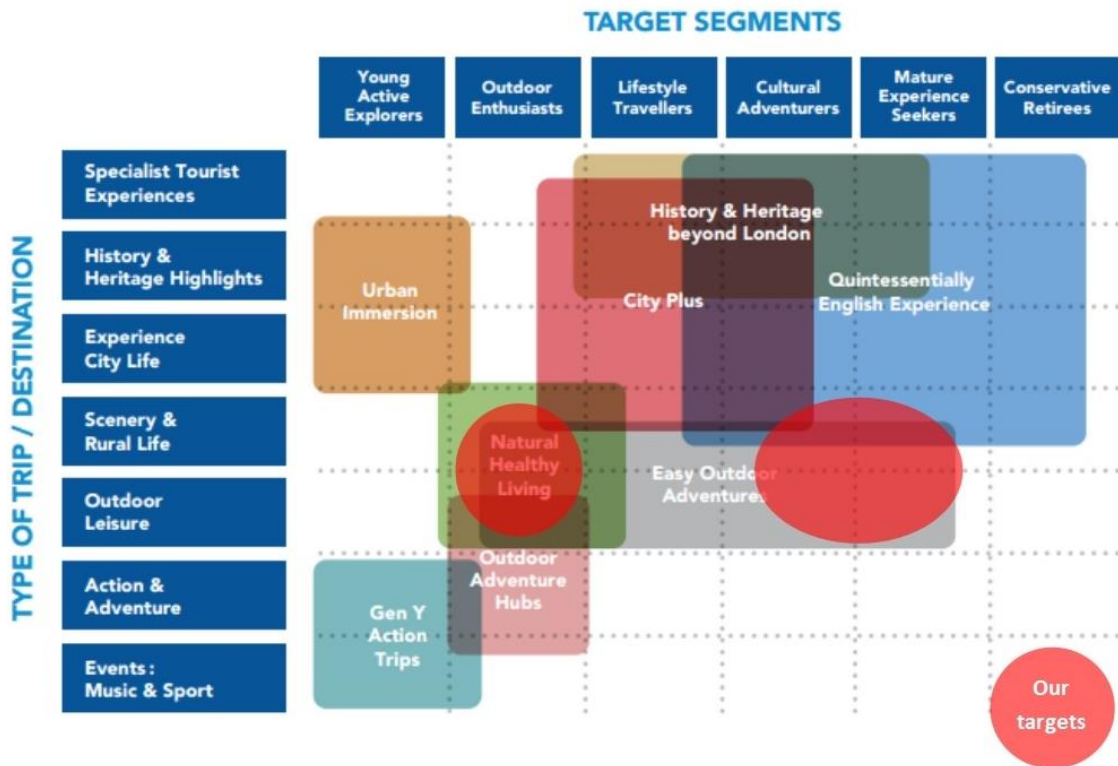 TARGET SEGMENTS
Young
Active
Explorers
Outdoor
Enthusiasts
Lifestyle
Travellers
Cultural
Adventurers
Mature
Experience
Seekers
Conservative
Retirees
TYPE OF TRIP / DESTINATION
Specialist Tourist
Experiences
History &
Heritage Highlights
Experience
City Life
Scenery &
Rural Life
Outdoor
Leisure
Action &
Adventure
Events :
Music & Sport
History & Heritage
beyond London
Urban
Immersion
City Plus
Quintessentially
English Experience
Natural
Healthy
Living
Easy Outdoor
Adventures
Outdoor
Adventure
Hubs
Gen Y
Action
Trips
Our
targets